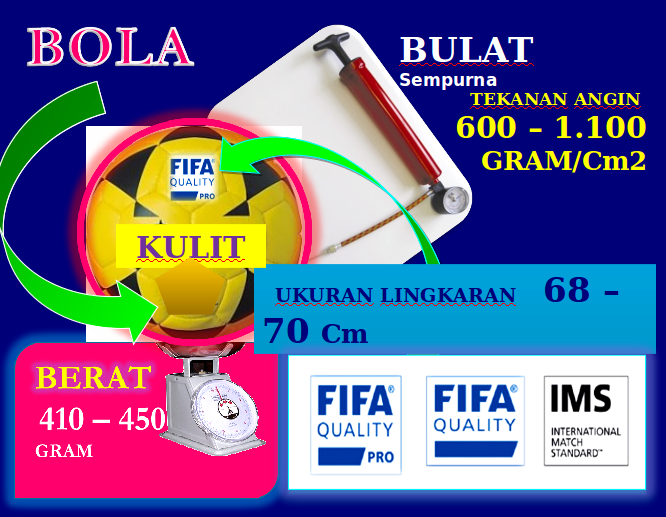 BOLA
BULAT
Sempurna
TEKANAN ANGIN
600 – 1.100
GRAM/Cm2
FIFA®
QUALITY
PRO
KULIT
UKURAN LINGKARAN 68 –
70 Cm
BERAT
410 – 450
GRAM
FIFA®
QUALITY
PRO
FIFA®
QUALITY
IMS
INTERNATIONAL
MATCH
STANDARD™